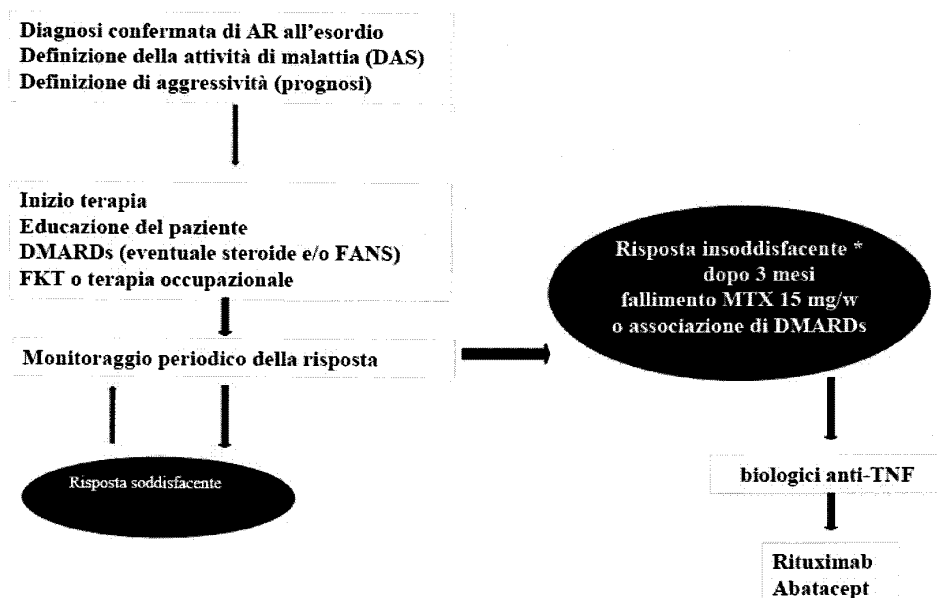 Diagnosi confermata di AR all'esordio
Definizione della attività di malattia (DAS)
Definizione di aggressività (prognosi)
Inizio terapia
Educazione del paziente
DMARDs (eventuale steroide e/o FANS)
FKT o terapia occupazionale
Monitoraggio periodico della risposta
Risposta soddisfacente
Risposta insoddisfacente *
dopo 3 mesi
fallimento MTX 15 mg/w
o associazione di DMARDs
biologici anti-TNF
Rituximab
Abatacept